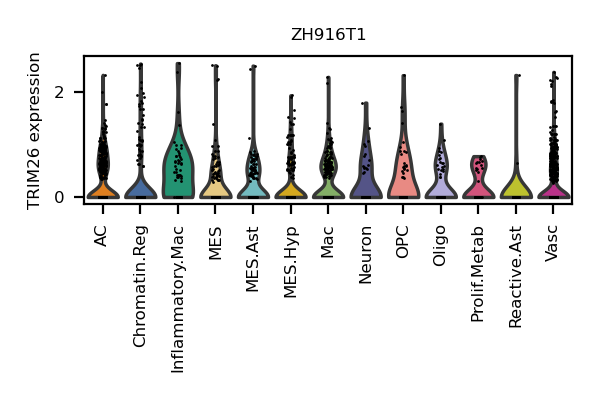 ZH916T1
TRIM26 expression
2
0
AC
Chromatin.Reg
Inflammatory.Mac
MES
MES.Ast
MES.Hyp
Mac
Neuron
OPC
Oligo
Prolif.Metab
Reactive.Ast
Vasc